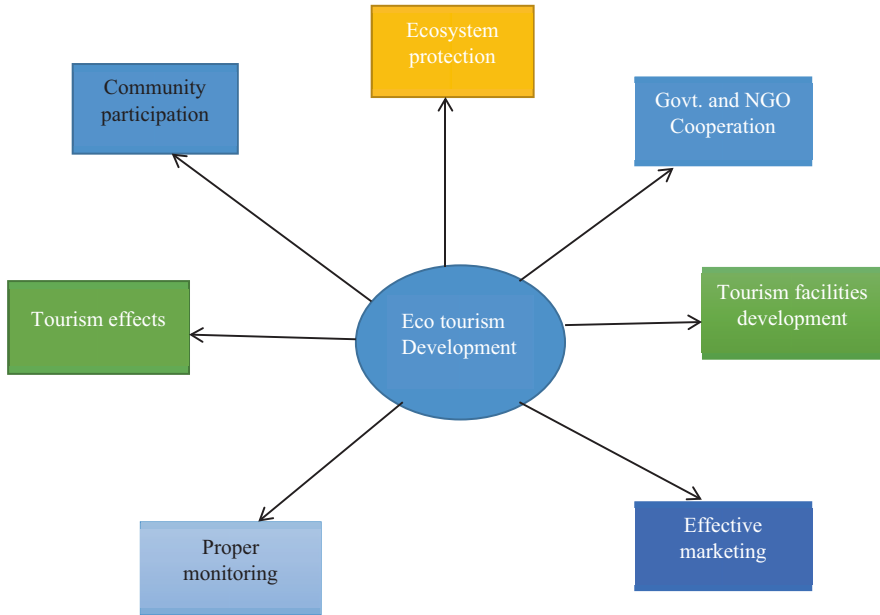 Ecosystem
protection
Community
participation
Govt. and NGO
Cooperation
Tourism effects
Eco tourism
Development
Tourism facilities
development
Proper
monitoring
Effective
marketing